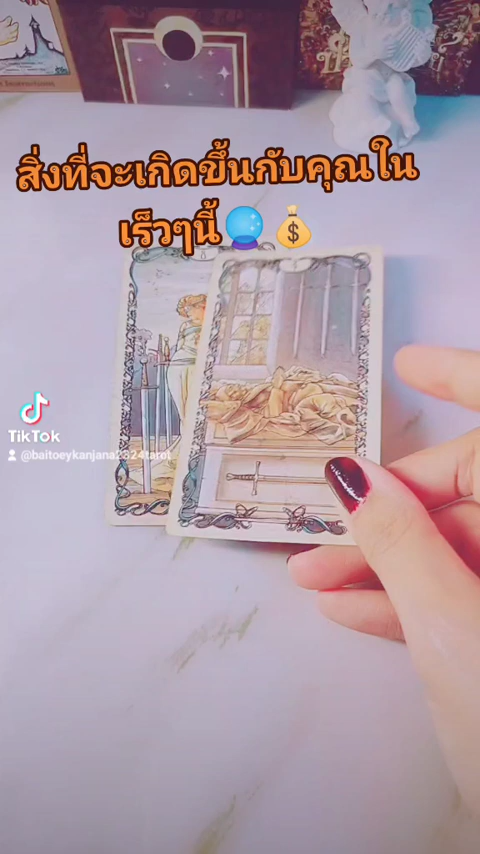 สิ่งที่จะเกิดขึ้นกับคุณใน
เร็วๆนี้🔮💰
TikTok
@baitoeykanjana2824tarot